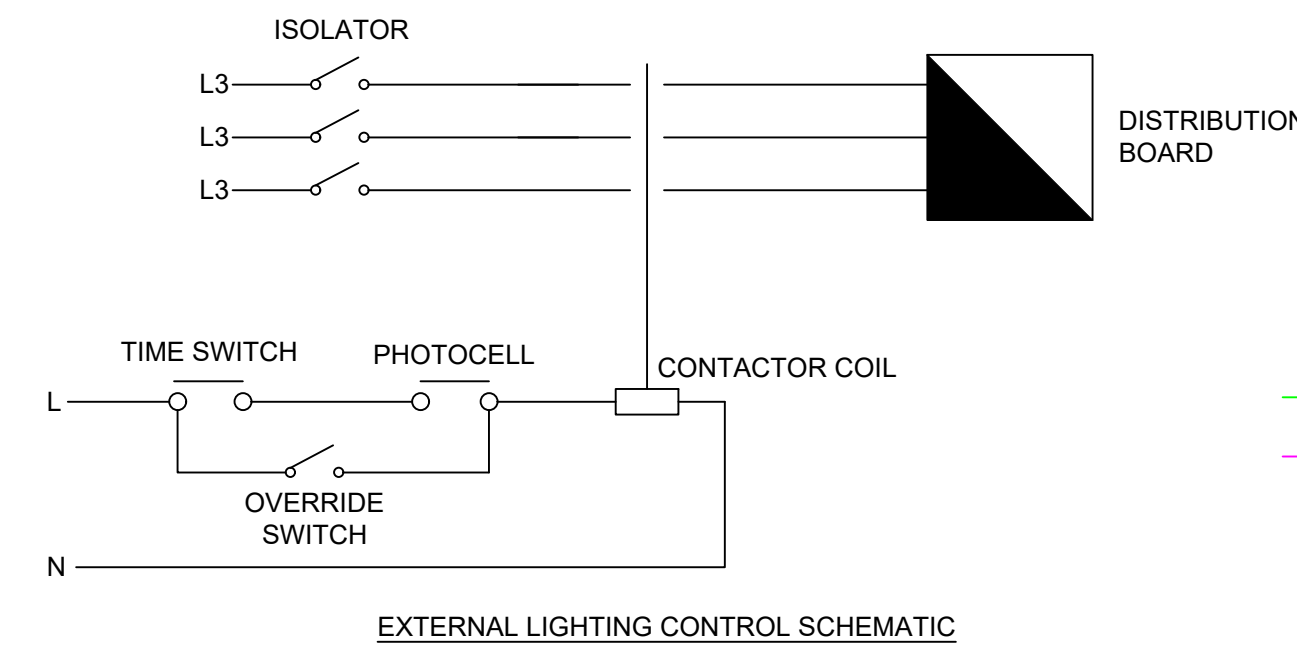 ISOLATOR
L3
L3
L3
DISTRIBUTION
BOARD
TIME SWITCH
PHOTOCELL
CONTACTOR COIL
L
OVERRIDE
SWITCH
N
EXTERNAL LIGHTING CONTROL SCHEMATIC